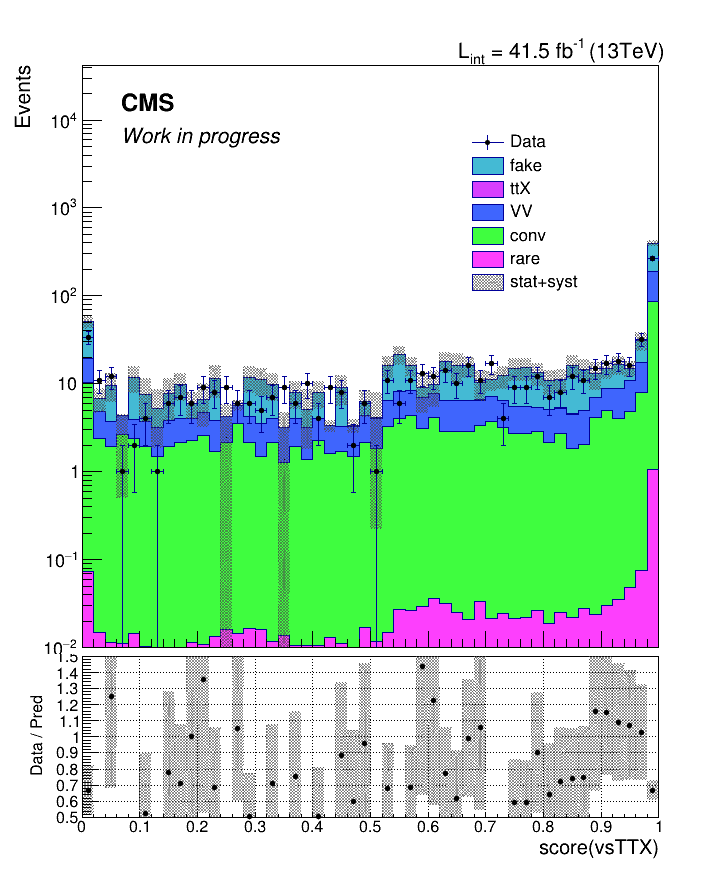 L_int = 41.5 fb^-1 (13TeV)
Events
CMS
Work in progress
Data
fake
ttX
VV
conv
rare
stat+syst
10^4
10^3
10^2
10
1
10^−1
10^−2
Data / Pred
1.5
1.4
1.3
1.2
1.1
1
0.9
0.8
0.7
0.6
0.5
0 0.1 0.2 0.3 0.4 0.5 0.6 0.7 0.8 0.9 1
score(vsTTX)